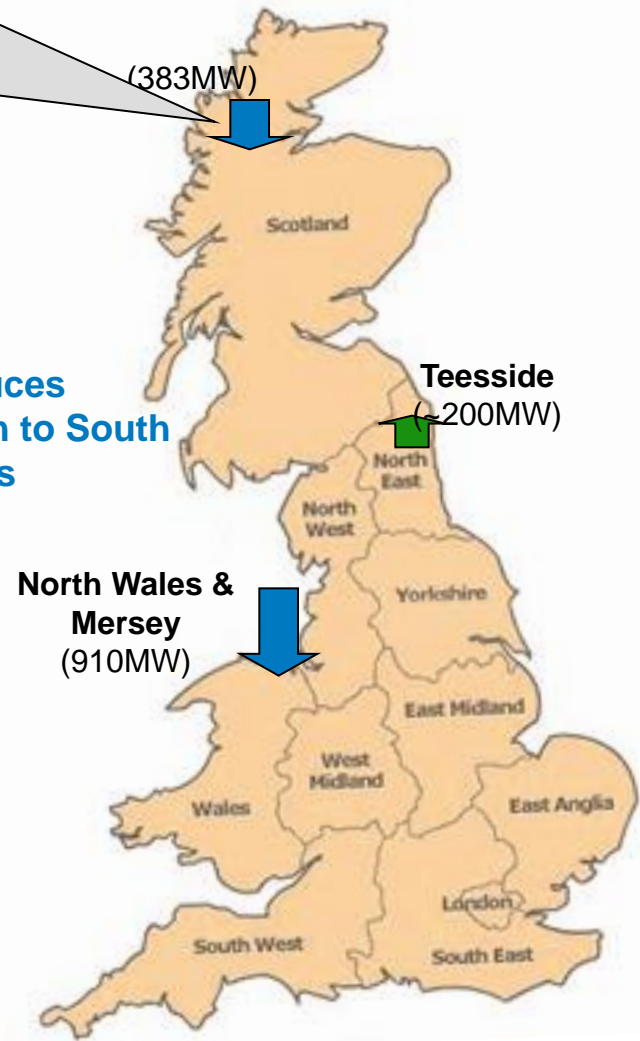 (383MW)
Scotland
uces
n to South
s
Teesside
(~200MW)
North
East
North
West
North Wales &
Mersey
(910MW)
Yorkshire
East Midland
West
Midland
Wales
East Anglia
London
South West
South East